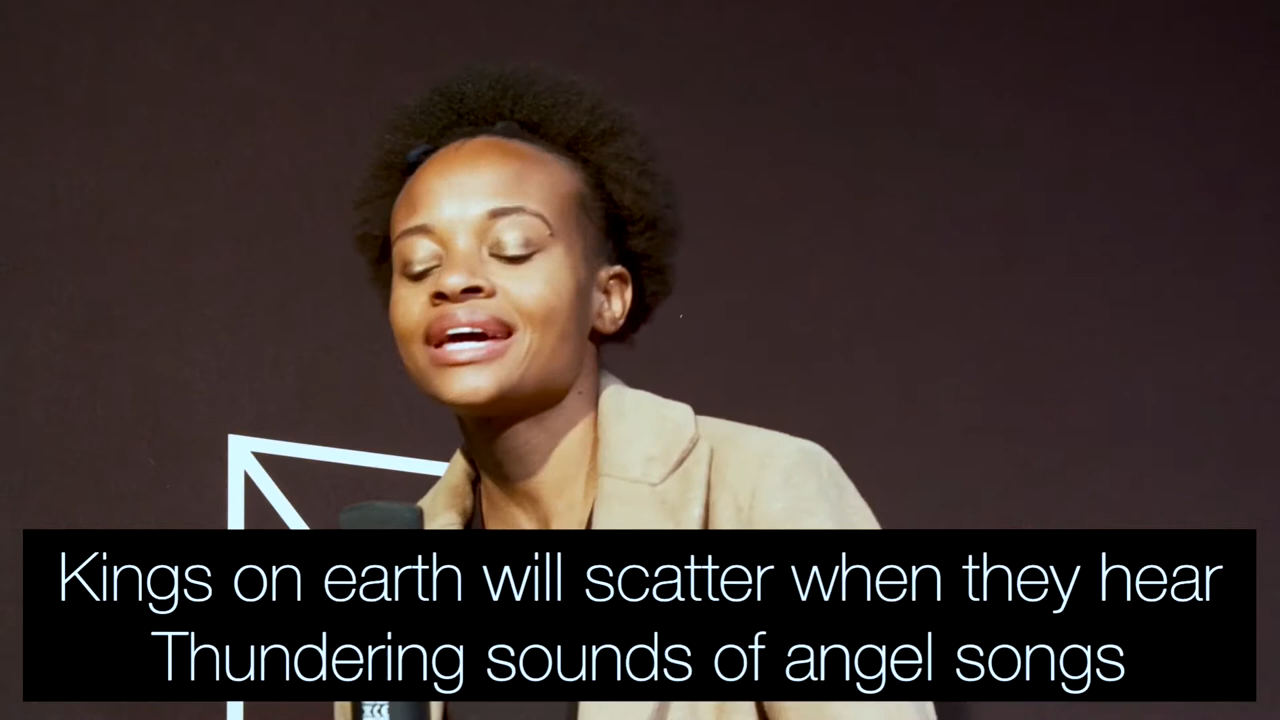 Kings on earth will scatter when they hear
Thundering sounds of angel songs